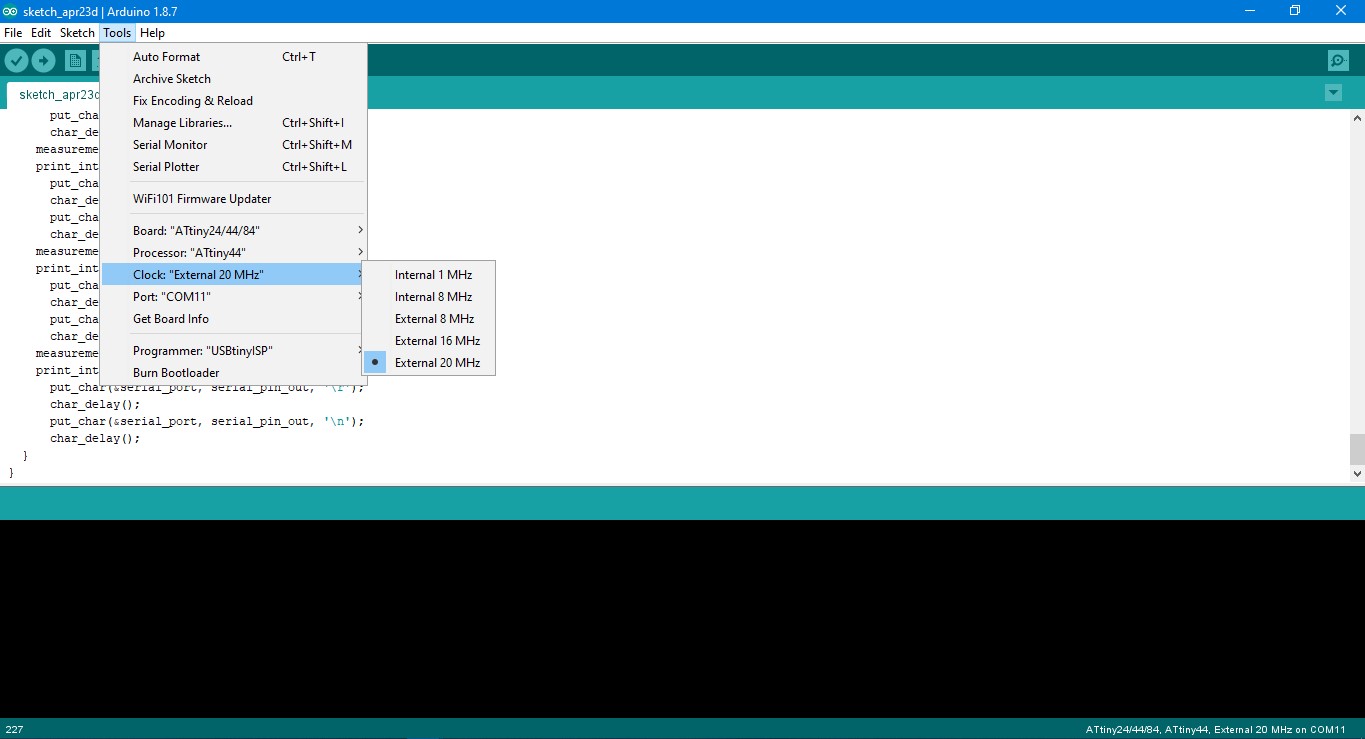 sketch_apr23d | Arduino 1.8.7
File Edit Sketch Tools Help
sketch_apr23d
Auto Format Ctrl+T
Archive Sketch
Fix Encoding & Reload
Manage Libraries... Ctrl+Shift+I
Serial Monitor Ctrl+Shift+M
Serial Plotter Ctrl+Shift+L
WiFi101 Firmware Updater
Board: "ATtiny24/44/84"
Processor: "ATtiny44"
Clock: "External 20 MHz"
Port: "COM11"
Get Board Info
Programmer: "USBtinyISP"
Burn Bootloader
Internal 1 MHz
Internal 8 MHz
External 8 MHz
External 16 MHz
External 20 MHz
put_cha
char_de
measureme
print_int
put_cha
char_de
put_cha
char_de
measureme
print_int
put_cha
char_de
put_cha
char_de
measureme
print_int
put_char(&serial_port, serial_pin_out, '\r');
char_delay();
put_char(&serial_port, serial_pin_out, '\n');
char_delay();
}
}
227
ATtiny24/44/84, ATtiny44, External 20 MHz on COM11